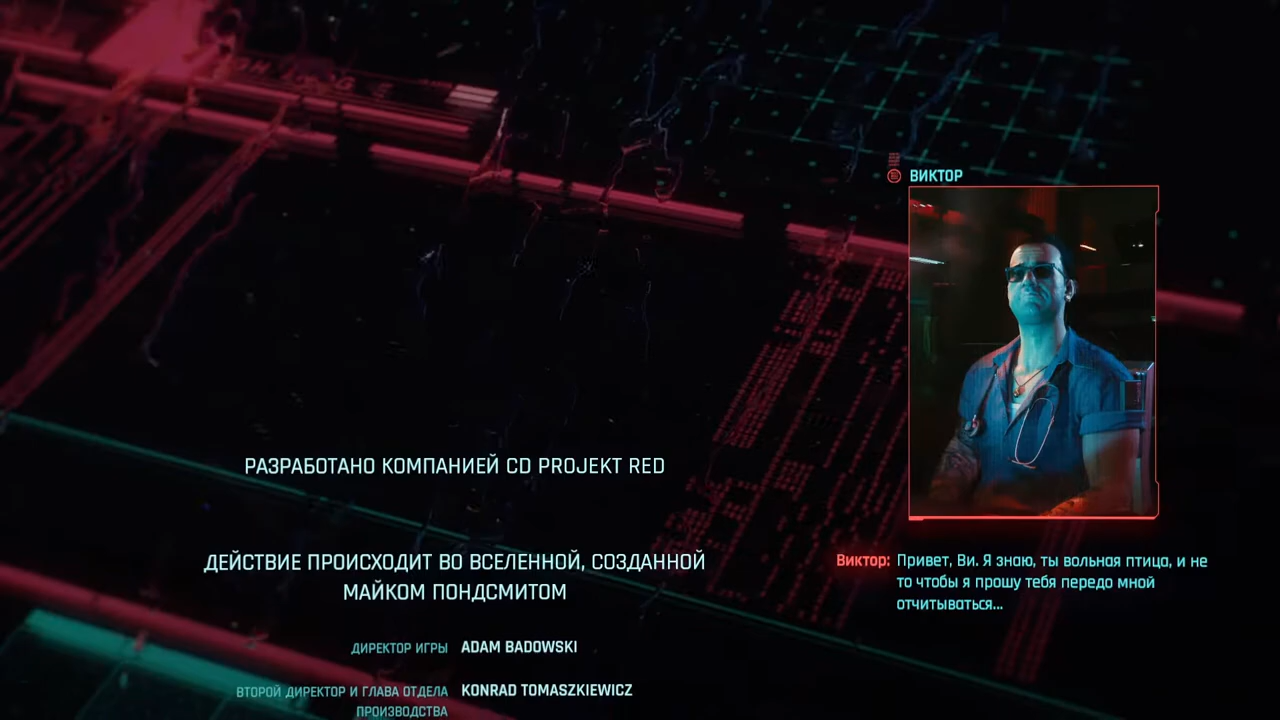 РАЗРАБОТАНО КОМПАНИЕЙ CD PROJEKT RED
ДЕЙСТВИЕ ПРОИСХОДИТ ВО ВСЕЛЕННОЙ, СОЗДАННОЙ
МАЙКОМ ПОНДСМИТОМ
ДИРЕКТОР ИГРЫ ADAM BADOWSKI
ВТОРОЙ ДИРЕКТОР И ГЛАВА ОТДЕЛА KONRAD TOMASZKIEWICZ
ПРОИЗВОДСТВА
ВИКТОР
Виктор: Привет, Ви. Я знаю, ты вольная птица, и не
то чтобы я прошу тебя передо мной
отчитываться...